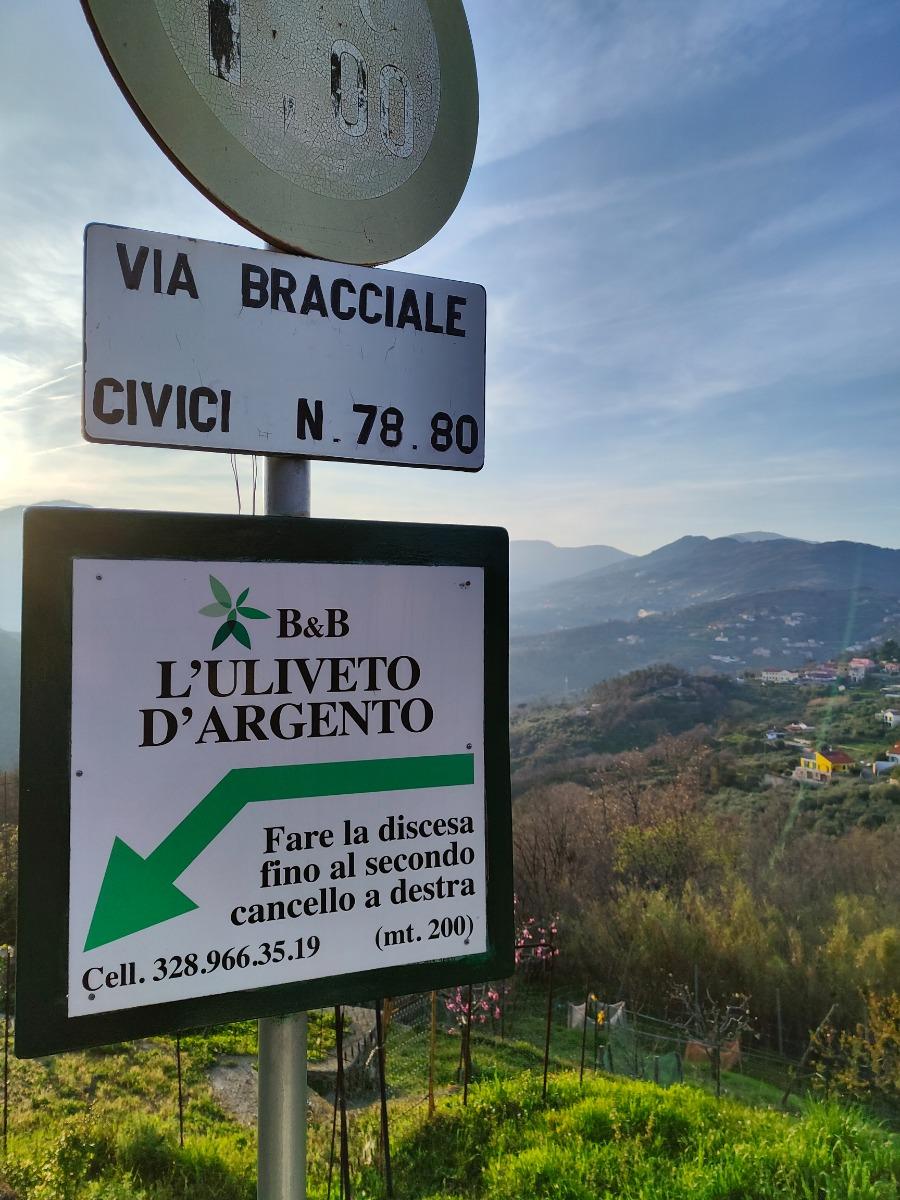 .00
VIA BRACCIALE
CIVICI N. 78. 80
B&B
L'ULIVETO
D'ARGENTO
Fare la discesa
fino al secondo
cancello a destra
(mt. 200)
Cell. 328.966.35.19